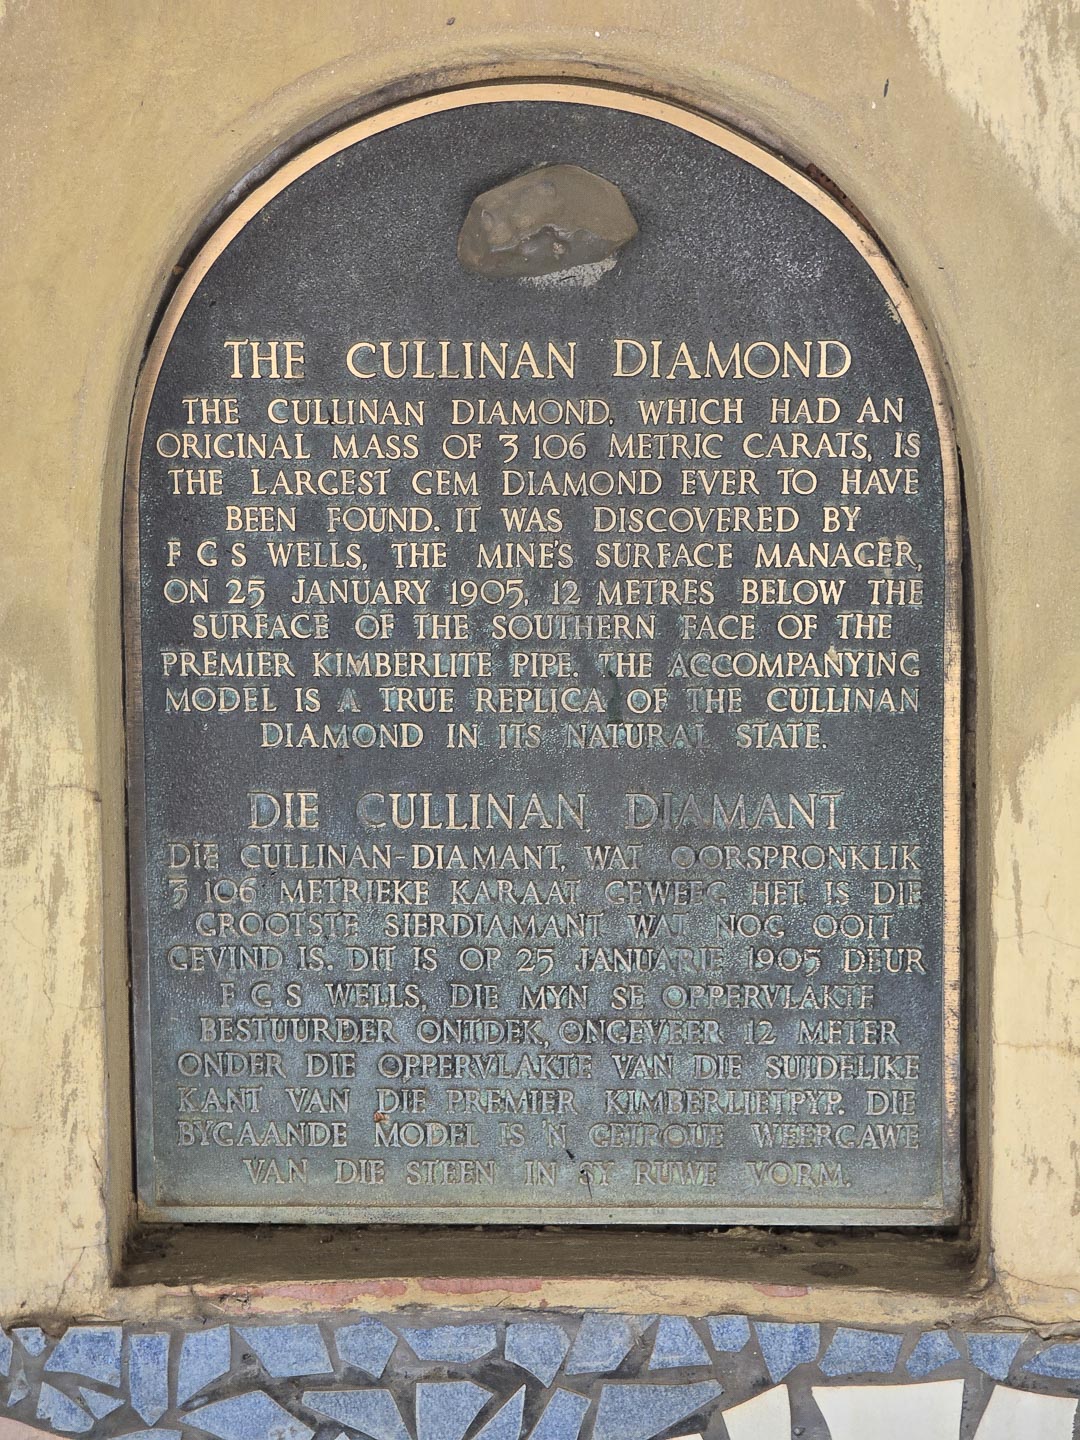 THE CULLINAN DIAMOND
THE CULLINAN DIAMOND, WHICH HAD AN
ORIGINAL MASS OF 3 106 METRIC CARATS, IS
THE LARGEST GEM DIAMOND EVER TO HAVE
BEEN FOUND. IT WAS DISCOVERED BY
F G S WELLS, THE MINE'S SURFACE MANAGER,
ON 25 JANUARY 1905, 12 METRES BELOW THE
SURFACE OF THE SOUTHERN FACE OF THE
PREMIER KIMBERLITE PIPE. THE ACCOMPANYING
MODEL IS A TRUE REPLICA OF THE CULLINAN
DIAMOND IN ITS NATURAL STATE.
DIE CULLINAN DIAMANT
DIE CULLINAN-DIAMANT, WAT OORSPRONKLIK
3 106 METRIEKE KARAAT GEWEEG HET, IS DIE
GROOTSTE SIERDIAMANT WAT NOG OOIT
GEVIND IS. DIT IS OP 25 JANUARIE 1905 DEUR
F G S WELLS, DIE MYN SE OPPERVLAKTE
BESTUURDER ONTDEK, ONGEVEER 12 METER
ONDER DIE OPPERVLAKTE VAN DIE SUIDELIKE
KANT VAN DIE PREMIER KIMBERLIETPYP. DIE
BYGAANDE MODEL IS 'N GETROUE WEERGAWE
VAN DIE STEEN IN SY RUWE VORM.